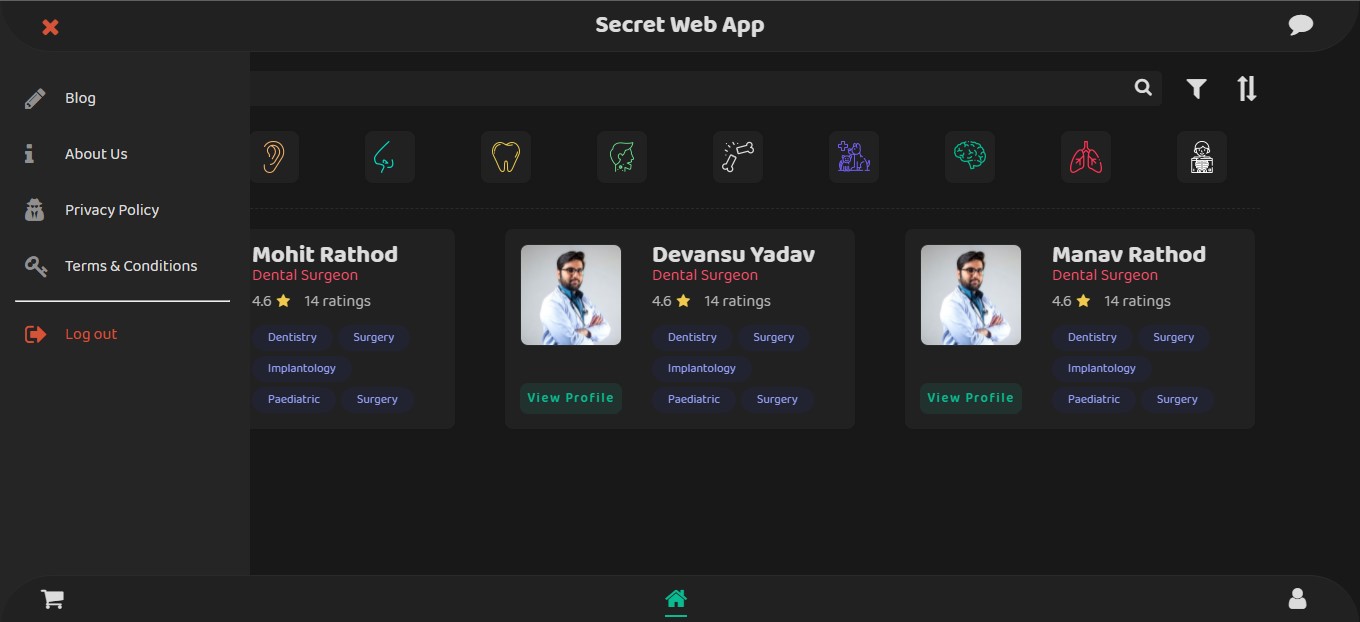 Secret Web App
Blog
About Us
Privacy Policy
Terms & Conditions
Log out
Mohit Rathod
Dental Surgeon
4.6 14 ratings
Dentistry Surgery
Implantology
Paediatric Surgery
Devansu Yadav
Dental Surgeon
4.6 14 ratings
Dentistry Surgery
Implantology
Paediatric Surgery
View Profile
Manav Rathod
Dental Surgeon
4.6 14 ratings
Dentistry Surgery
Implantology
Paediatric Surgery
View Profile